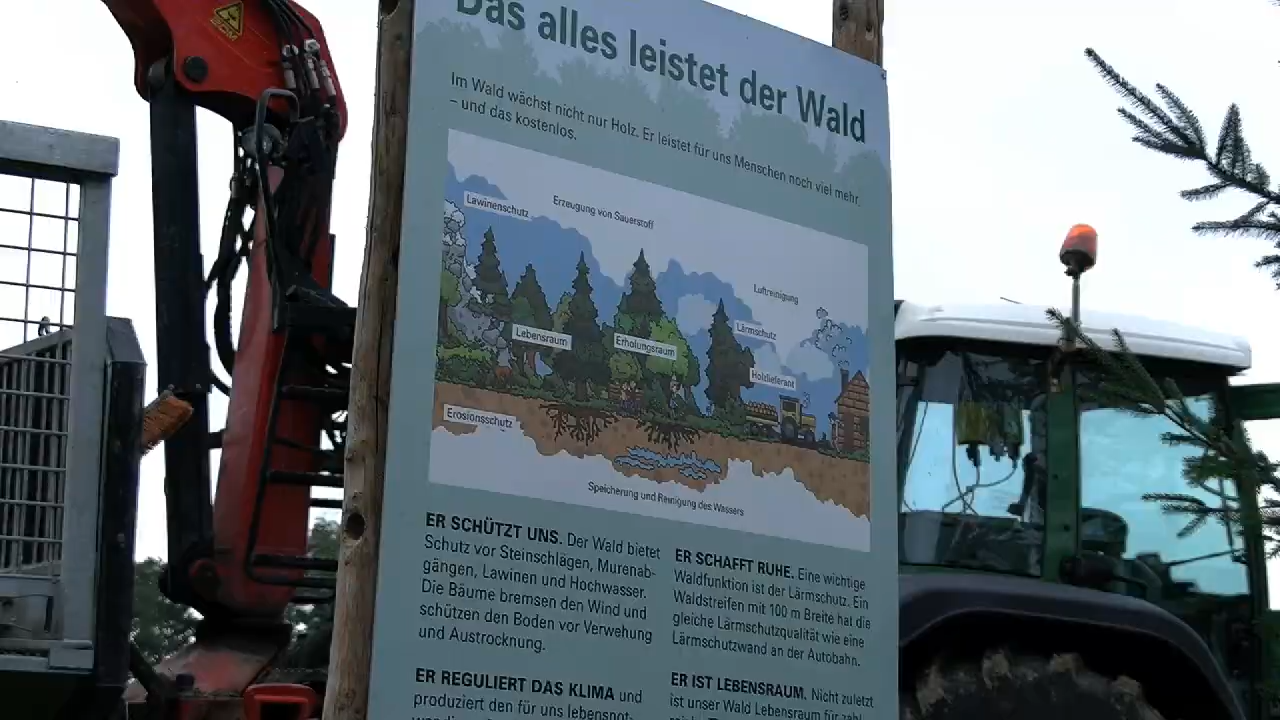 Das alles leistet der Wald
Im Wald wächst nicht nur Holz. Er leistet für uns Menschen noch viel mehr
– und das kostenlos.
Lawinenschutz
Erzeugung von Sauerstoff
Luftreinigung
Lärmschutz
Lebensraum
Erholungsraum
Holzlieferant
Erosionsschutz
Speicherung und Reinigung des Wassers
ER SCHÜTZT UNS. Der Wald bietet
Schutz vor Steinschlägen, Murenab-
gängen, Lawinen und Hochwasser.
Die Bäume bremsen den Wind und
schützen den Boden vor Verwehung
und Austrocknung.
ER REGULIERT DAS KLIMA und
produziert den für uns lebensnot-
ER SCHAFFT RUHE. Eine wichtige
Waldfunktion ist der Lärmschutz. Ein
Waldstreifen mit 100 m Breite hat die
gleiche Lärmschutzqualität wie eine
Lärmschutzwand an der Autobahn.
ER IST LEBENSRAUM. Nicht zuletzt
ist unser Wald Lebensraum für zahl-